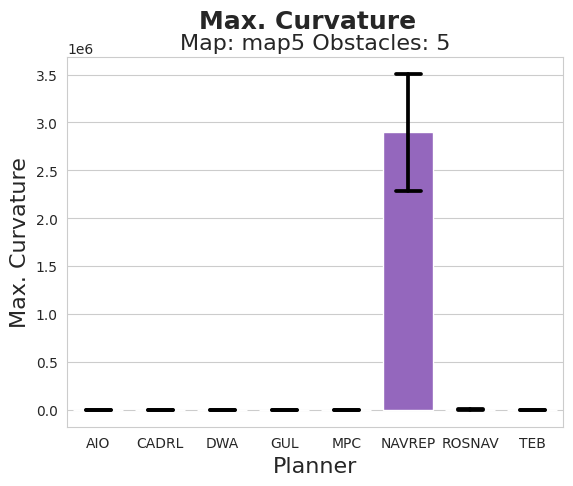 Max. Curvature
Map: map5 Obstacles: 5
1e6
3.5
3.0
2.5
2.0
1.5
1.0
0.5
0.0
Max. Curvature
AIO CADRL DWA GUL MPC NAVREP ROSNAV TEB
Planner